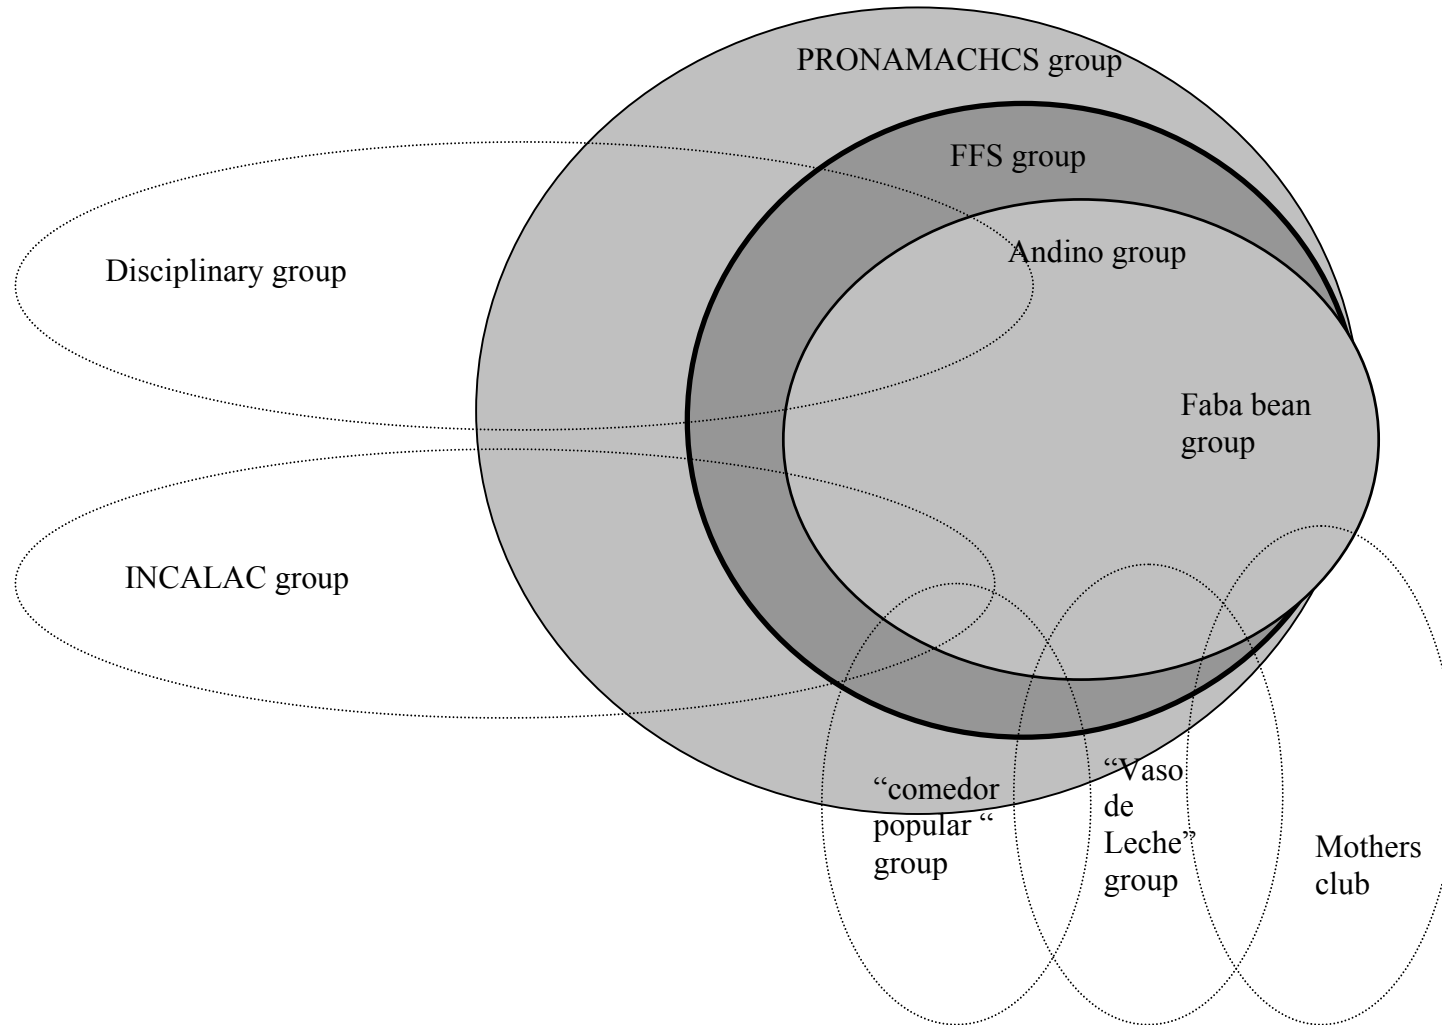 PRONAMACHCS group
FFS group
Andino group
Disciplinary group
Faba bean
group
INCALAC group
“comedor
popular “
group
“Vaso
de
Leche”
group
Mothers
club